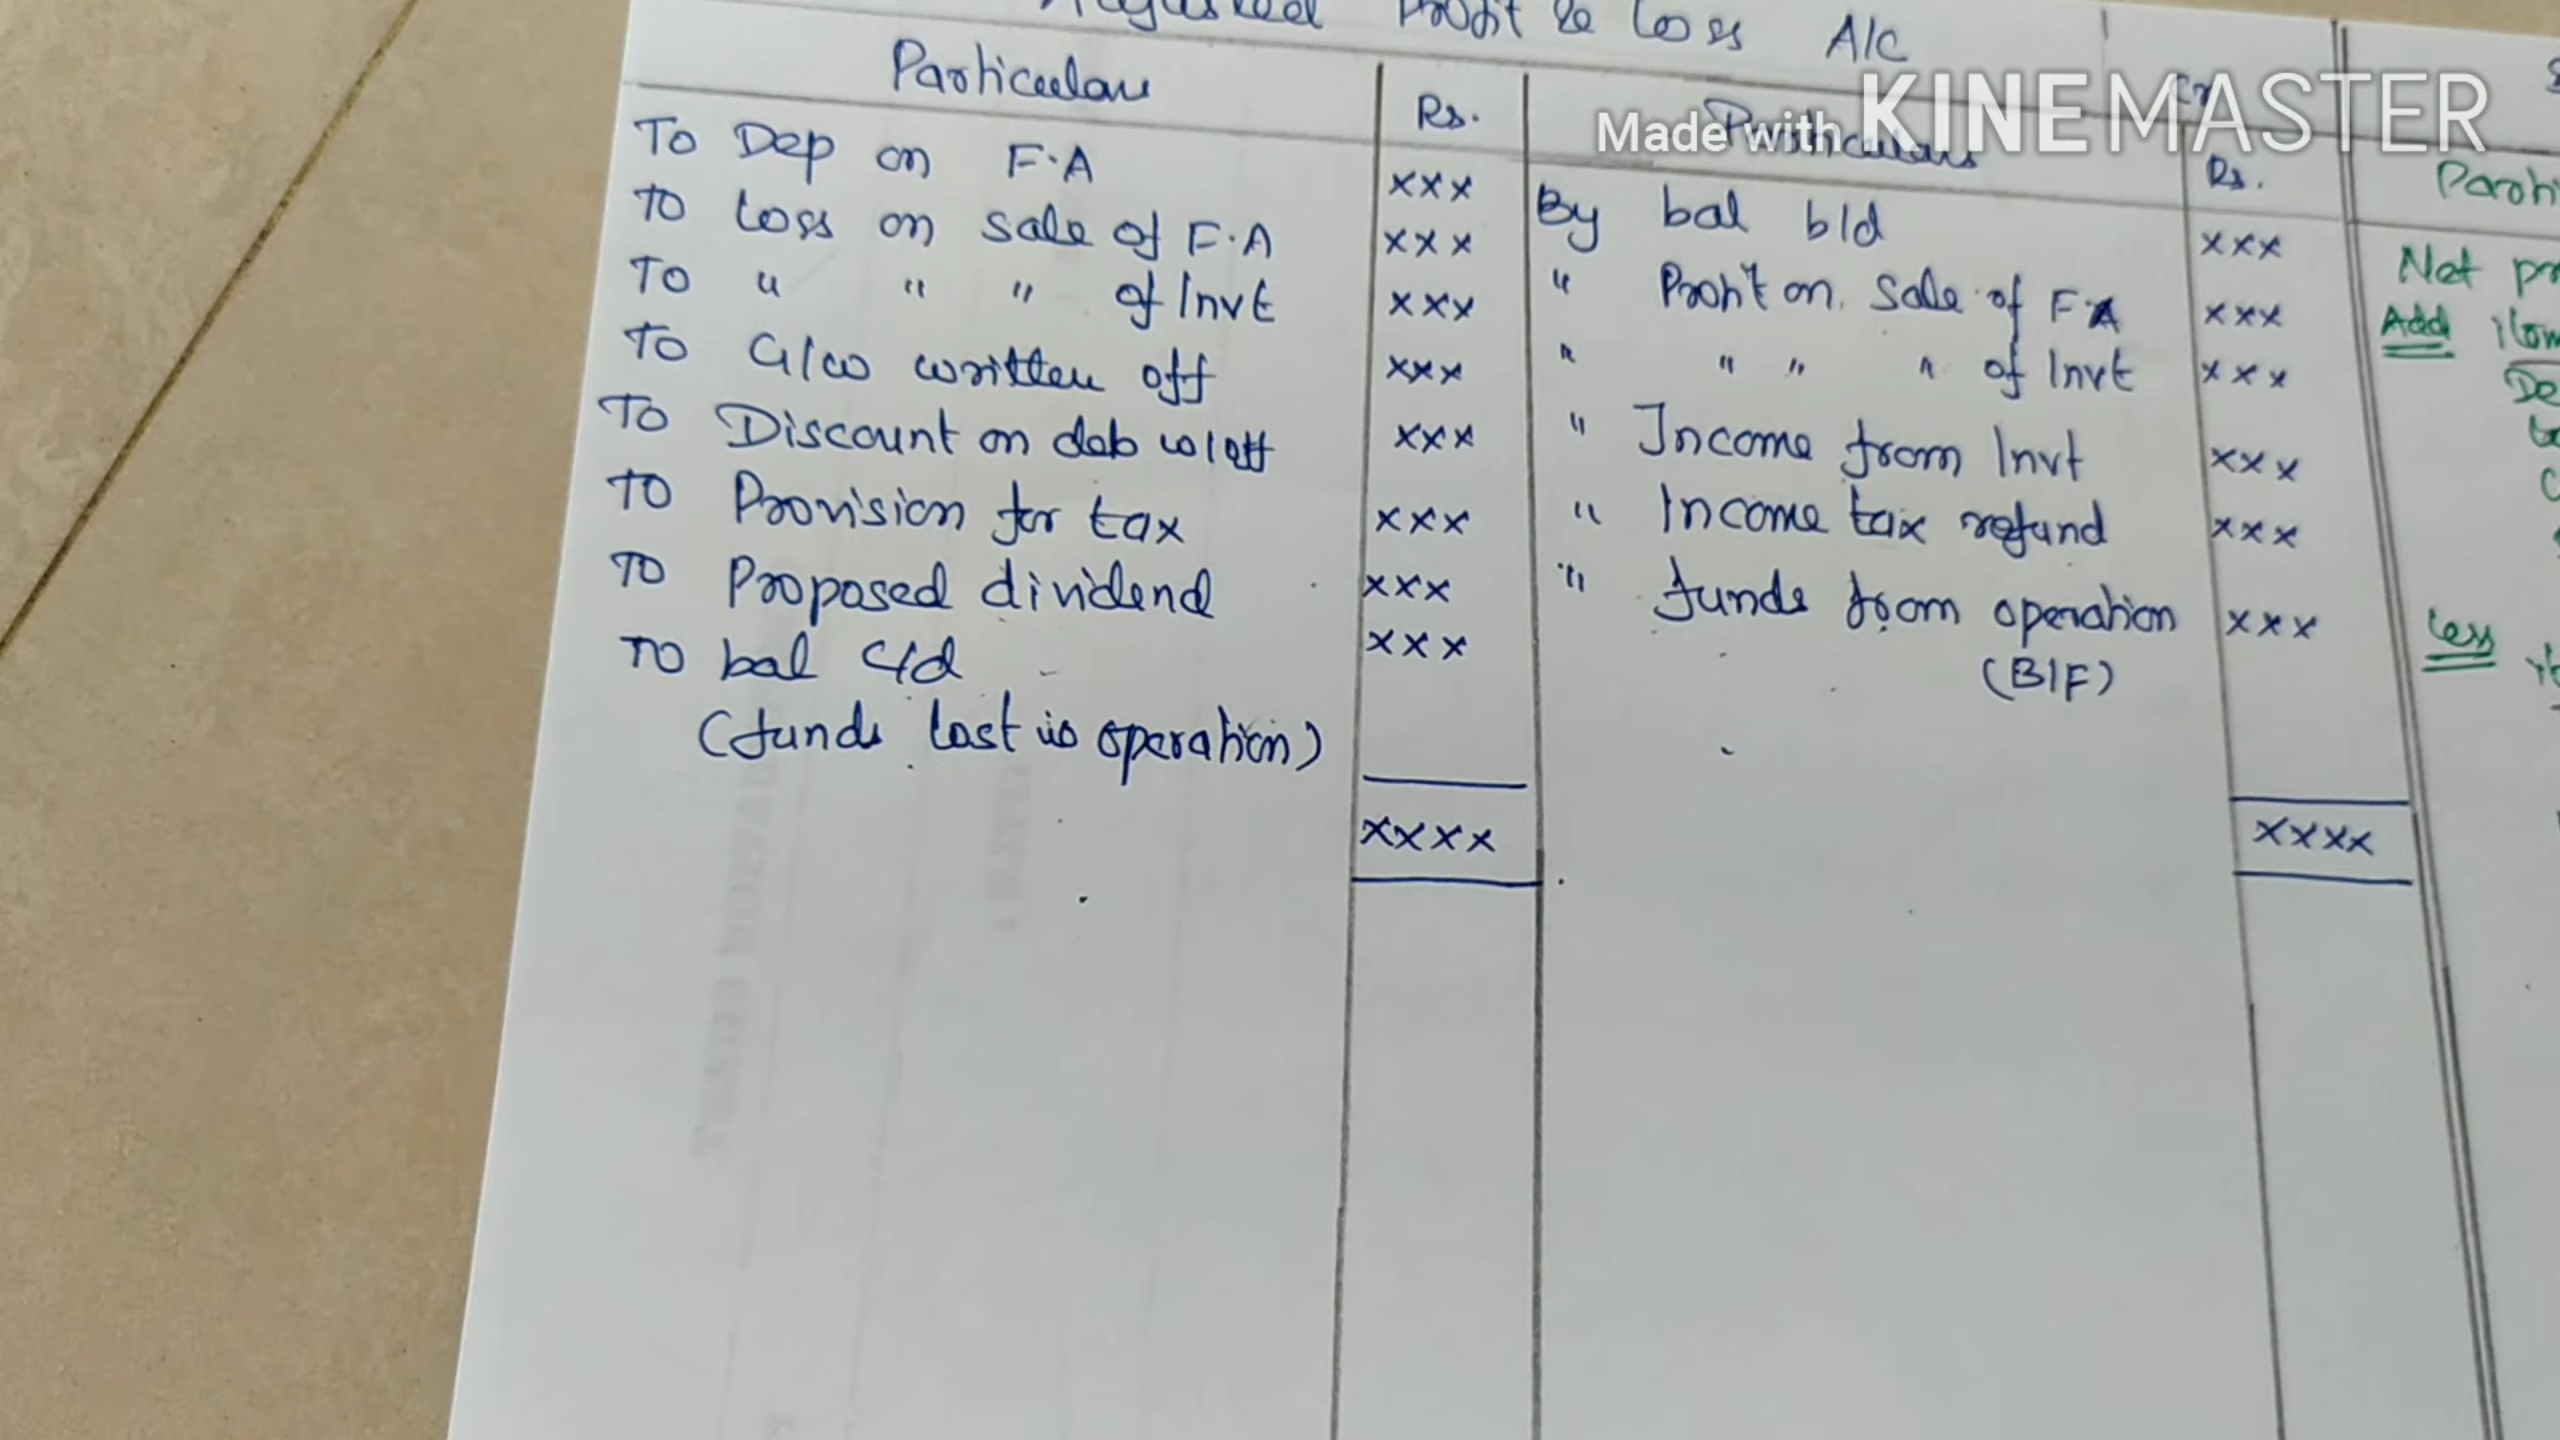 Adjusted Profit & Loss A/C
Cr
Made with KINEMASTER
Particulars Rs. Particulars Rs.
To Dep on F.A xxx By bal b/d xxx
To Loss on sale of F.A xxx " Profit on sale of F.A xxx
To " " " of Invt xxx " " " " of Invt xxx
To G/w written off xxx " Income from Invt xxx
To Discount on deb w/off xxx " Income tax refund xxx
To Provision for tax xxx " funds from operation xxx
(B/F)
To Proposed dividend xxx
To bal c/d xxx
(funds lost in operation)
xxxx xxxx
Net
Add
Less